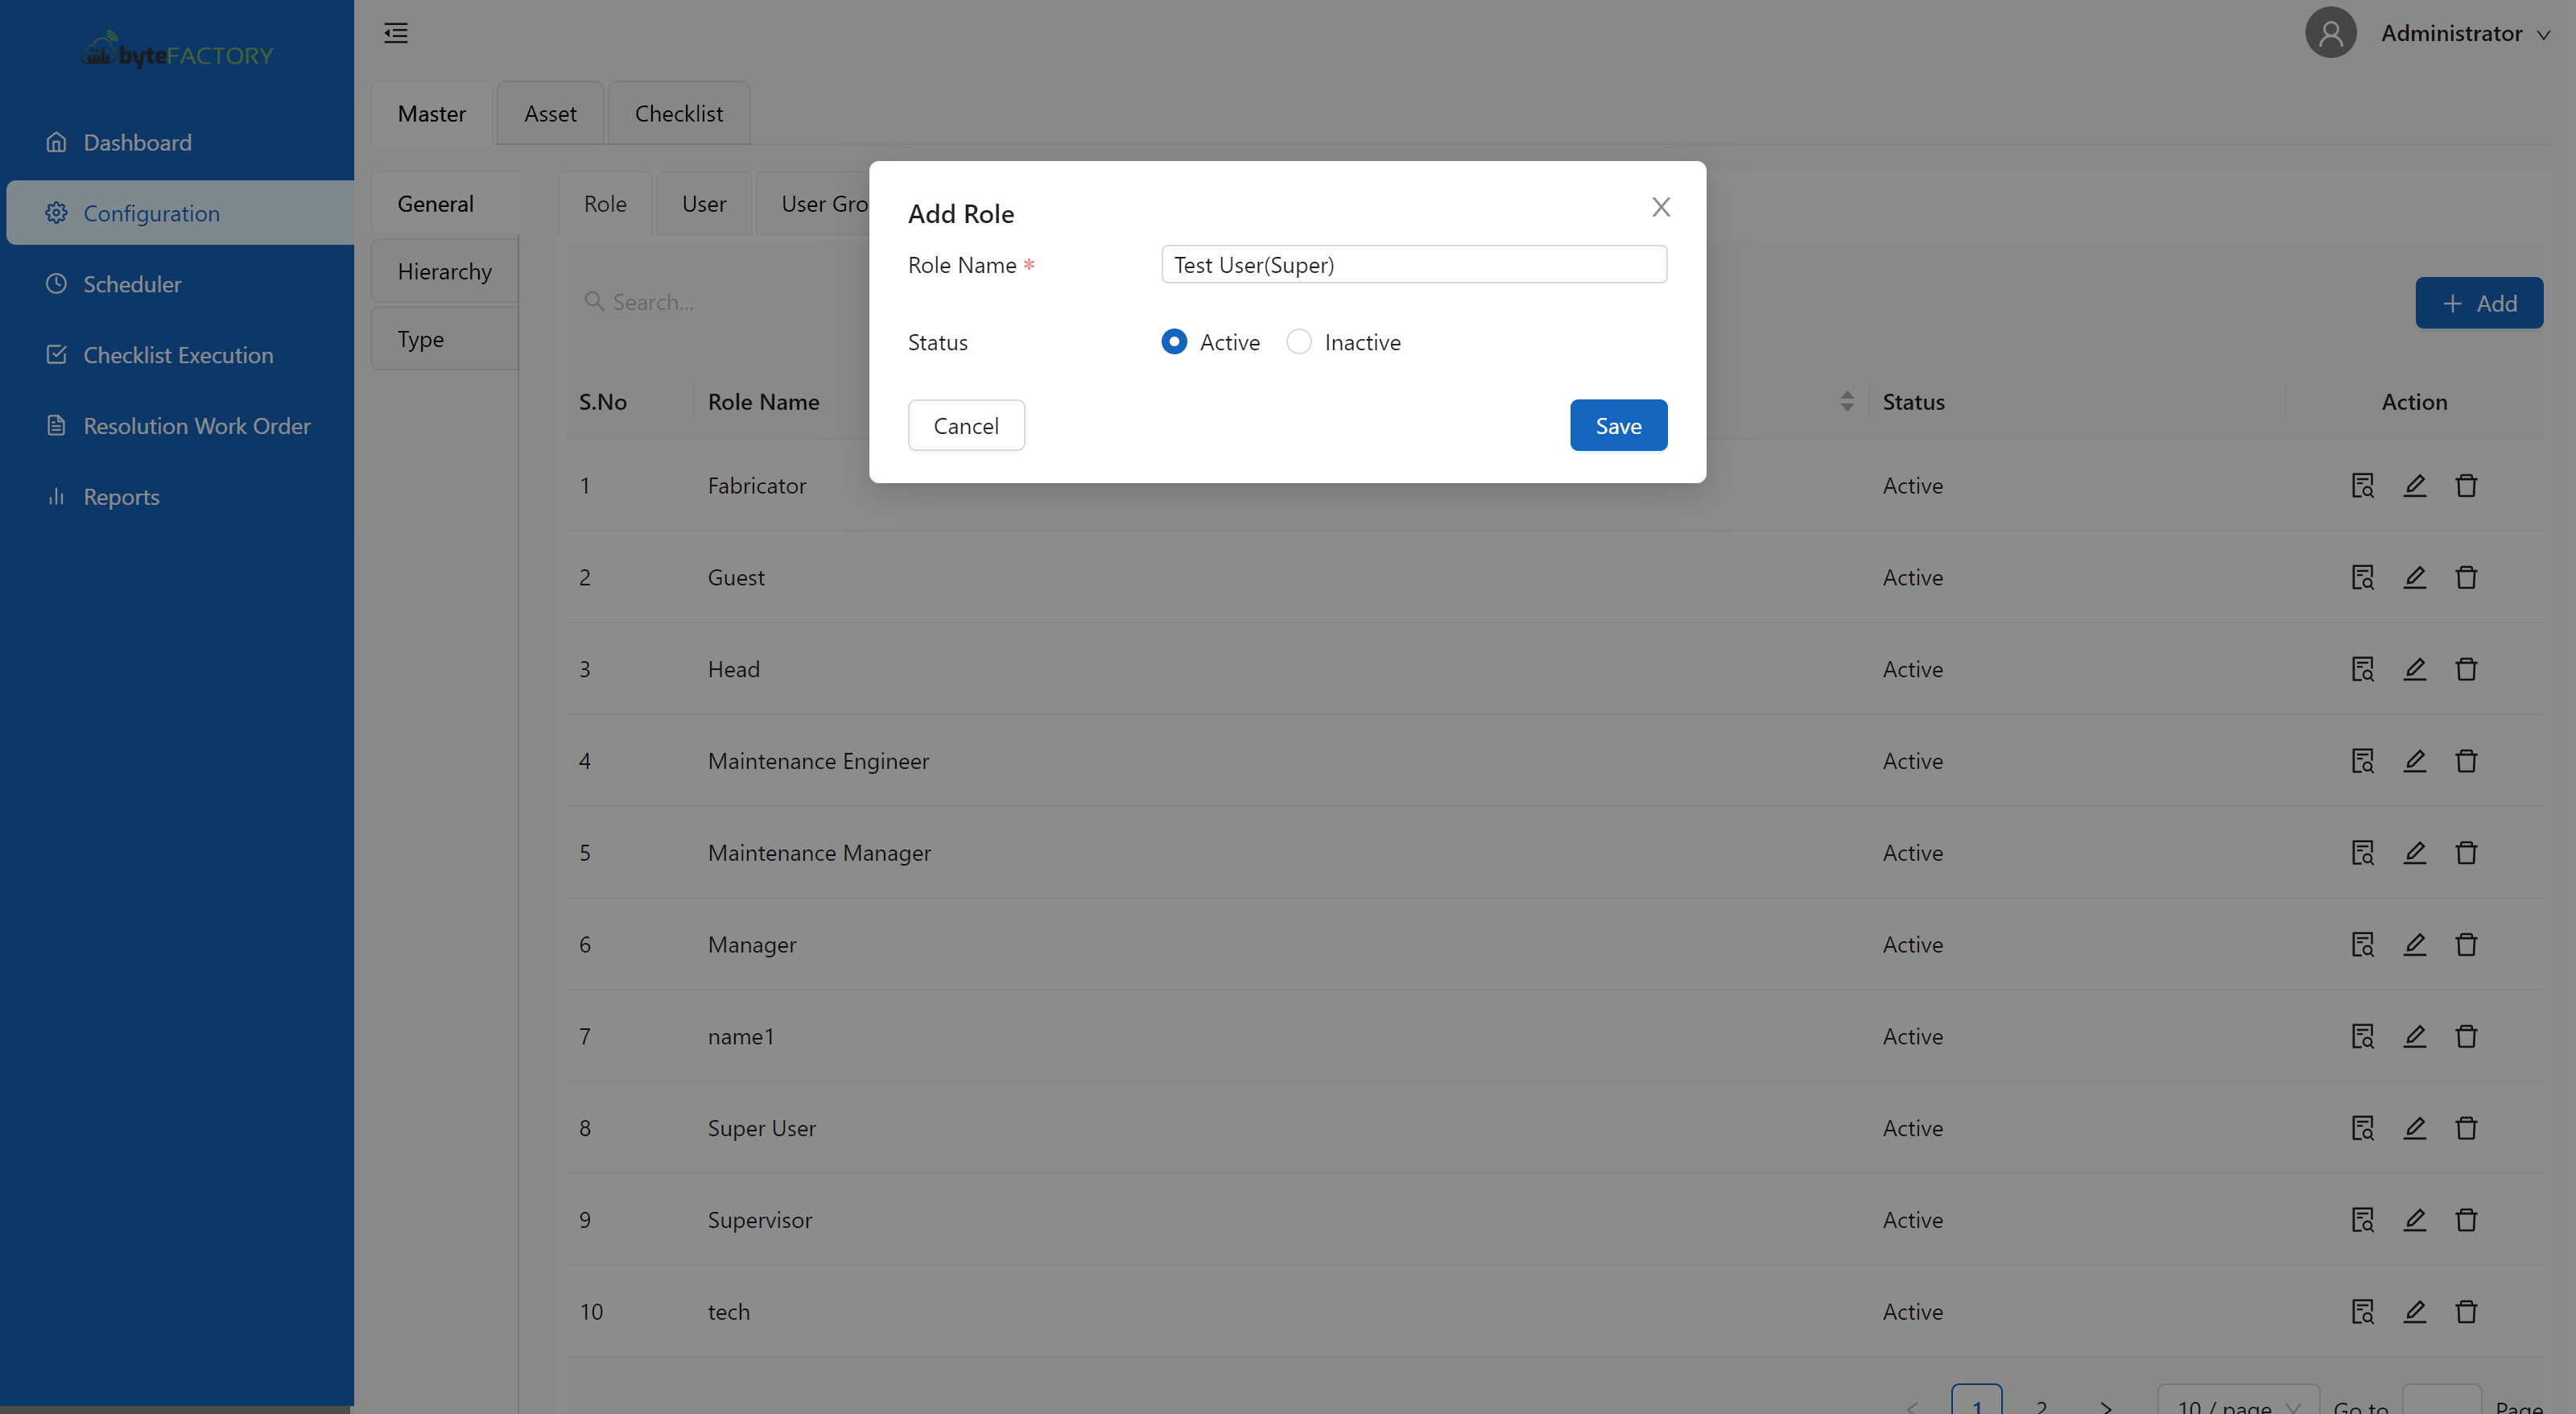 byteFACTORY
Dashboard
Configuration
Scheduler
Checklist Execution
Resolution Work Order
Reports
Administrator
Master Asset Checklist
General
Hierarchy
Type
Role User User Gro
Search...
Add
Add Role
Role Name *
Test User(Super)
Status
Active Inactive
Cancel Save
S.No Role Name Status Action
1 Fabricator Active
2 Guest Active
3 Head Active
4 Maintenance Engineer Active
5 Maintenance Manager Active
6 Manager Active
7 name1 Active
8 Super User Active
9 Supervisor Active
10 tech Active
1 2 10 / page Go to Page